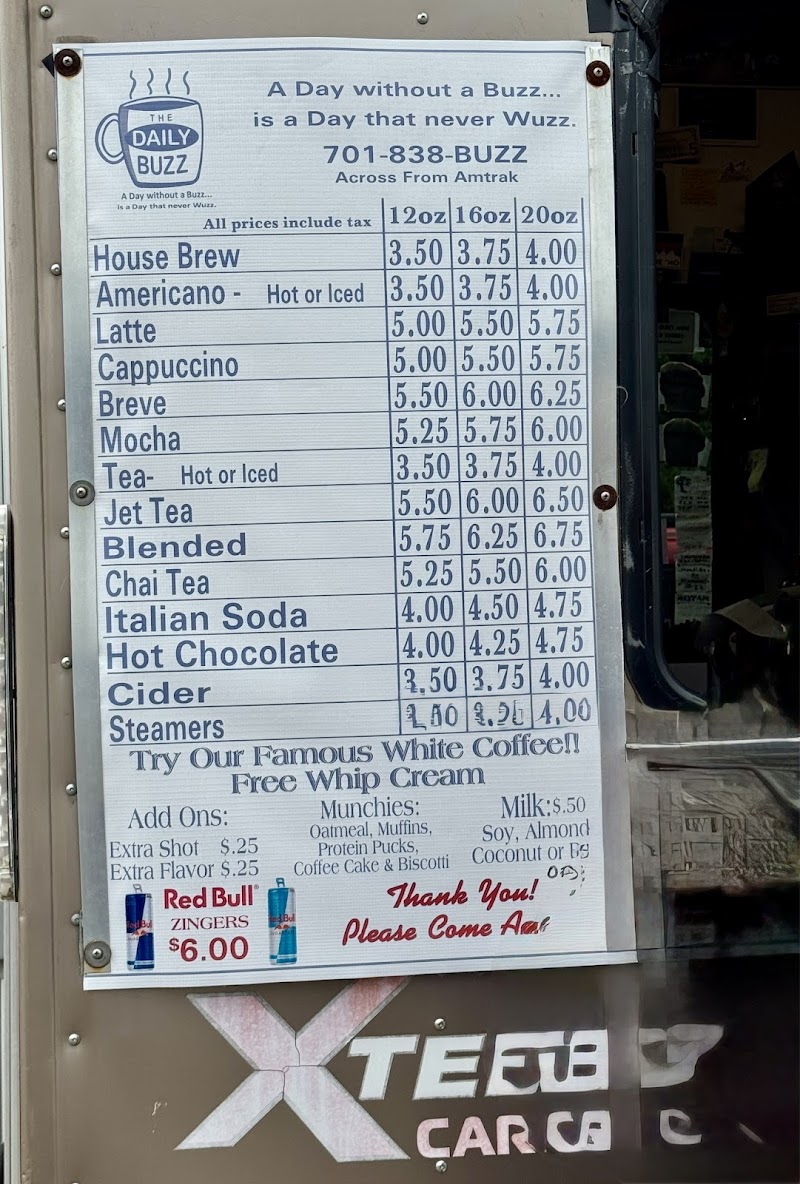 THE
DAILY
BUZZ
A Day without a Buzz...
is a Day that never Wuzz.
A Day without a Buzz...
is a Day that never Wuzz.
701-838-BUZZ
Across From Amtrak
All prices include tax 12oz 16oz 20oz
House Brew 3.50 3.75 4.00
Americano - Hot or Iced 3.50 3.75 4.00
Latte 5.00 5.50 5.75
Cappuccino 5.00 5.50 5.75
Breve 5.50 6.00 6.25
Mocha 5.25 5.75 6.00
Tea- Hot or Iced 3.50 3.75 4.00
Jet Tea 5.50 6.00 6.50
Blended 5.75 6.25 6.75
Chai Tea 5.25 5.50 6.00
Italian Soda 4.00 4.50 4.75
Hot Chocolate 4.00 4.25 4.75
Cider 3.50 3.75 4.00
Steamers 4.00
Try Our Famous White Coffee!!
Free Whip Cream
Add Ons:
Extra Shot $.25
Extra Flavor $.25
Munchies:
Oatmeal, Muffins,
Protein Pucks,
Coffee Cake & Biscotti
Milk:$.50
Soy, Almond
Coconut or
Red Bull
ZINGERS
$6.00
Thank You!
Please Come
CAR